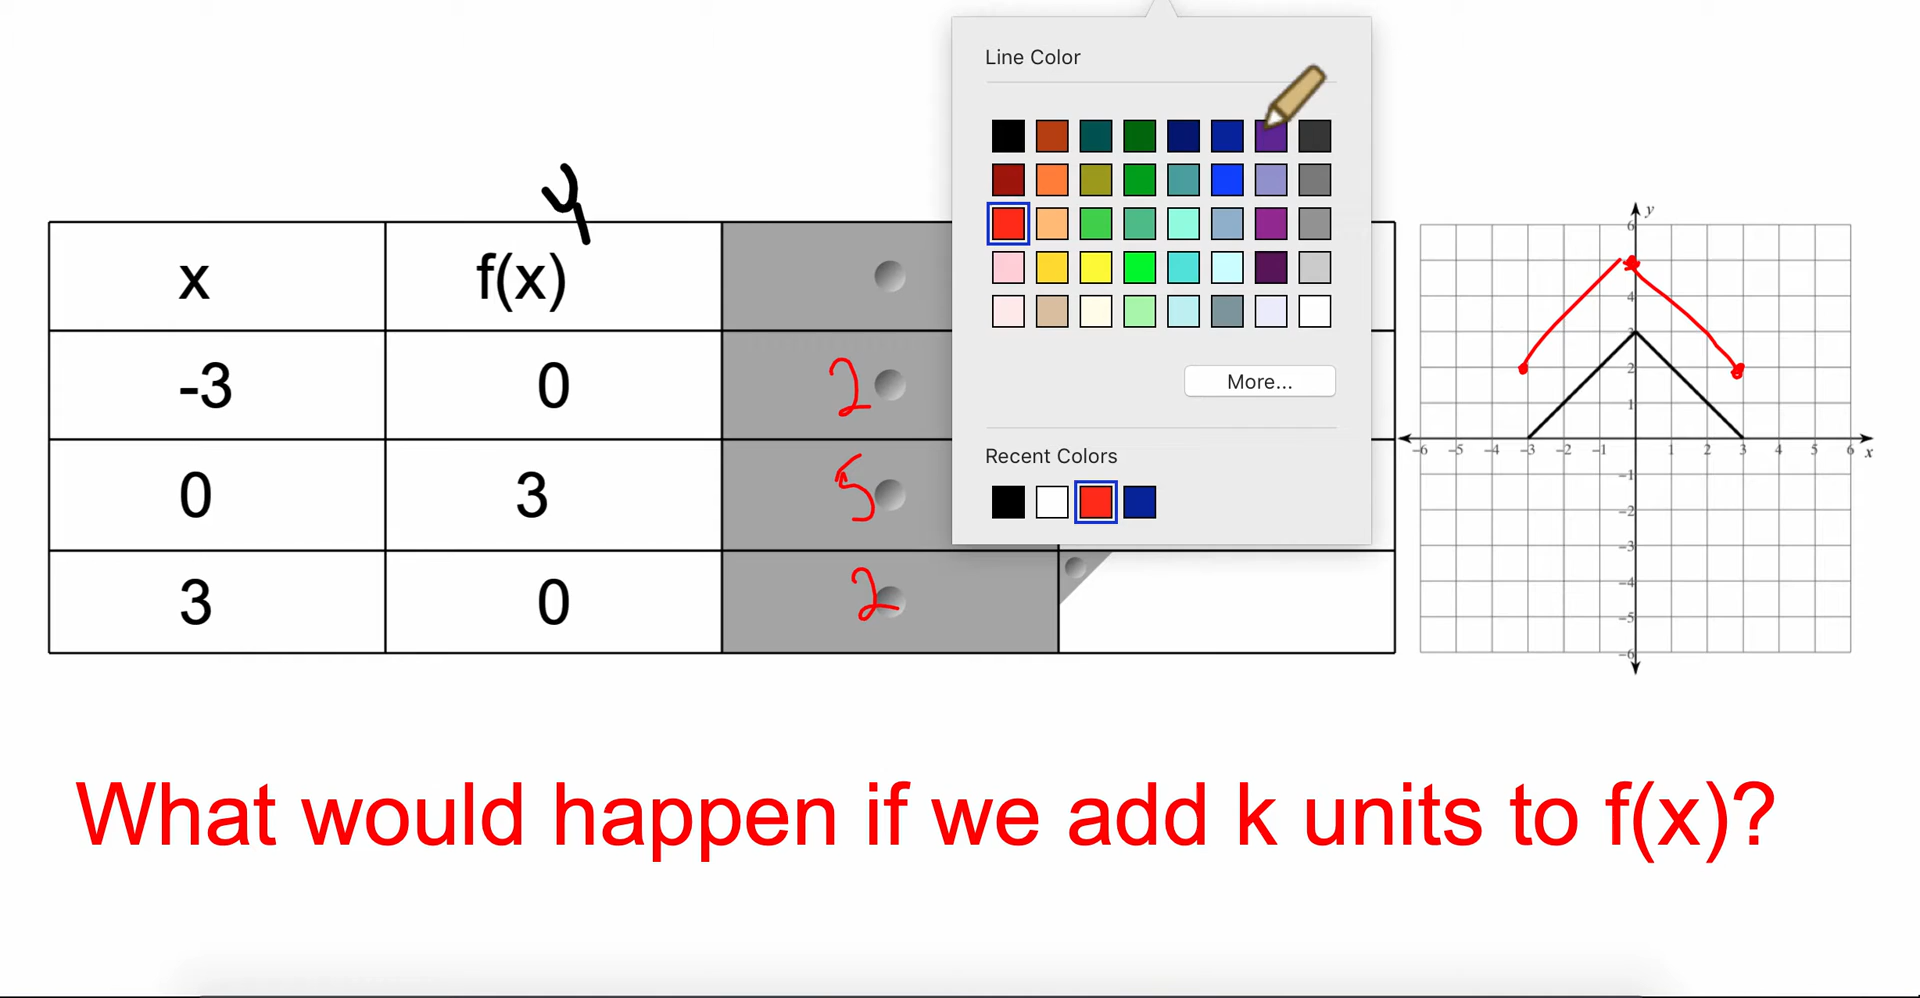 Line Color
y
x f(x)
-3 0 2
0 3 5
3 0 2
More...
Recent Colors
y
6
4
3
2
1
-6 -5 -4 -3 -2 -1 1 2 3 4 5 6 x
-1
-2
-3
-4
-5
-6
What would happen if we add k units to f(x)?